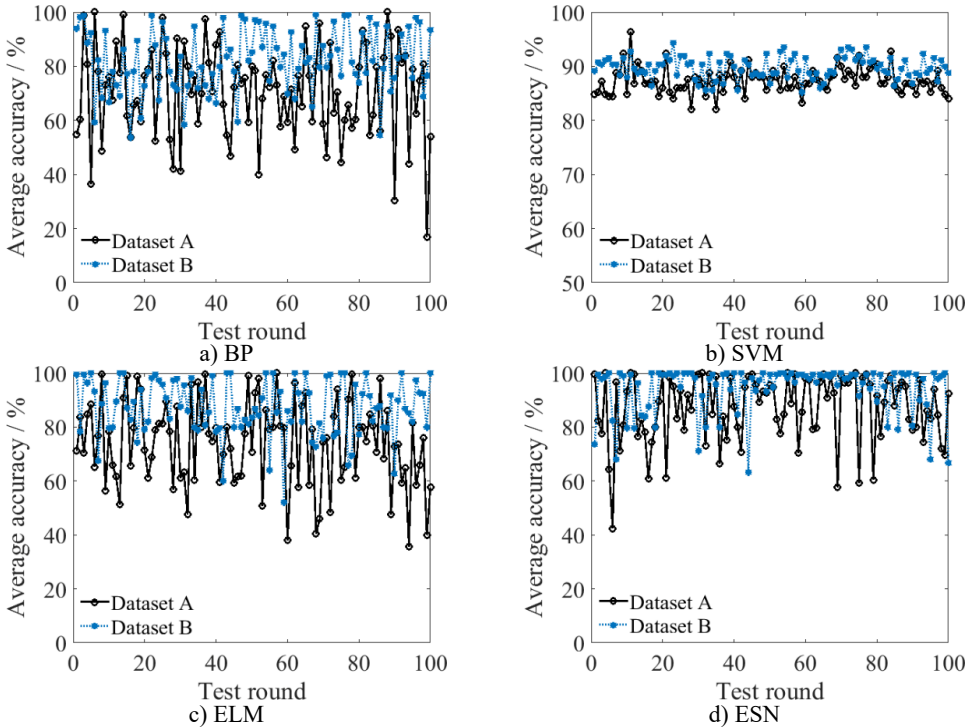 100
80
60
40
20
0
Average accuracy / %
Dataset A
Dataset B
0 20 40 60 80 100
Test round
a) BP
100
90
80
70
60
50
Average accuracy / %
Dataset A
Dataset B
0 20 40 60 80 100
Test round
b) SVM
100
80
60
40
20
0
Average accuracy / %
Dataset A
Dataset B
0 20 40 60 80 100
Test round
c) ELM
100
80
60
40
20
0
Average accuracy / %
Dataset A
Dataset B
0 20 40 60 80 100
Test round
d) ESN